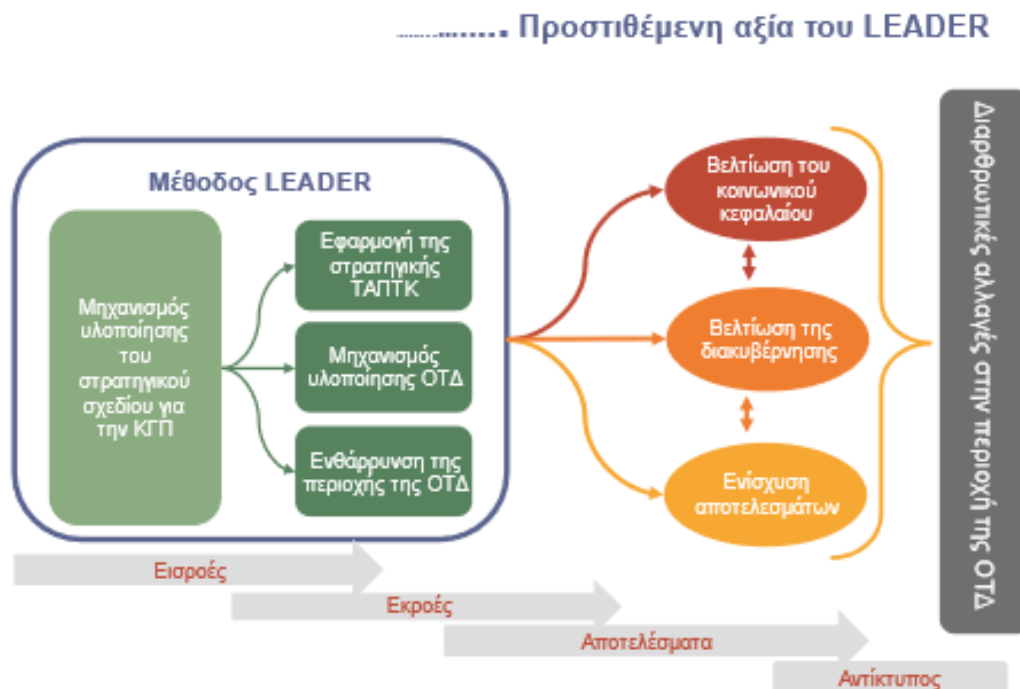 ............ Προστιθέμενη αξία του LEADER
Μέθοδος LEADER
Μηχανισμός
υλοποίησης
του
στρατηγικού
σχεδίου για
την ΚΓΠ
Εφαρμογή της
στρατηγικής
ΤΑΠΤΚ
Μηχανισμός
υλοποίησης ΟΤΔ
Ενθάρρυνση της
περιοχής της ΟΤΔ
Βελτίωση του
κοινωνικού
κεφαλαίου
Βελτίωση της
διακυβέρνησης
Ενίσχυση
αποτελεσμάτων
Διαρθρωτικές αλλαγές στην περιοχή της ΟΤΔ
Εισροές
Εκροές
Αποτελέσματα
Αντίκτυπος